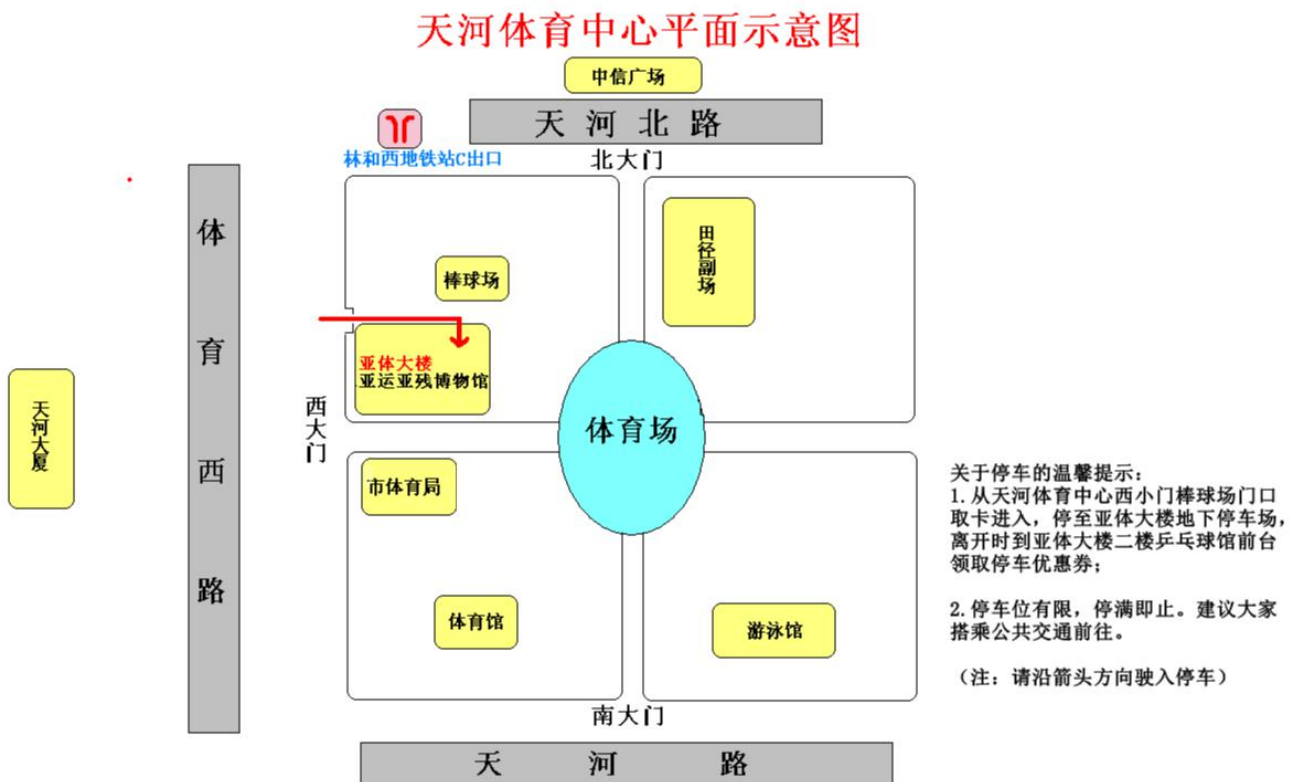 天河体育中心平面示意图
中信广场
天河北路
林和西地铁站C出口
北大门
体育西路
田径副场
棒球场
亚体大楼
亚运亚残博物馆
天河大厦
西大门
体育场
市体育局
体育馆
游泳馆
南大门
天河路
关于停车的温馨提示：
1.从天河体育中心西小门棒球场门口
取卡进入，停至亚体大楼地下停车场，
离开时到亚体大楼二楼乒乓球馆前台
领取停车优惠券；
2.停车位有限，停满即止。建议大家
搭乘公共交通前往。
（注：请沿箭头方向驶入停车）